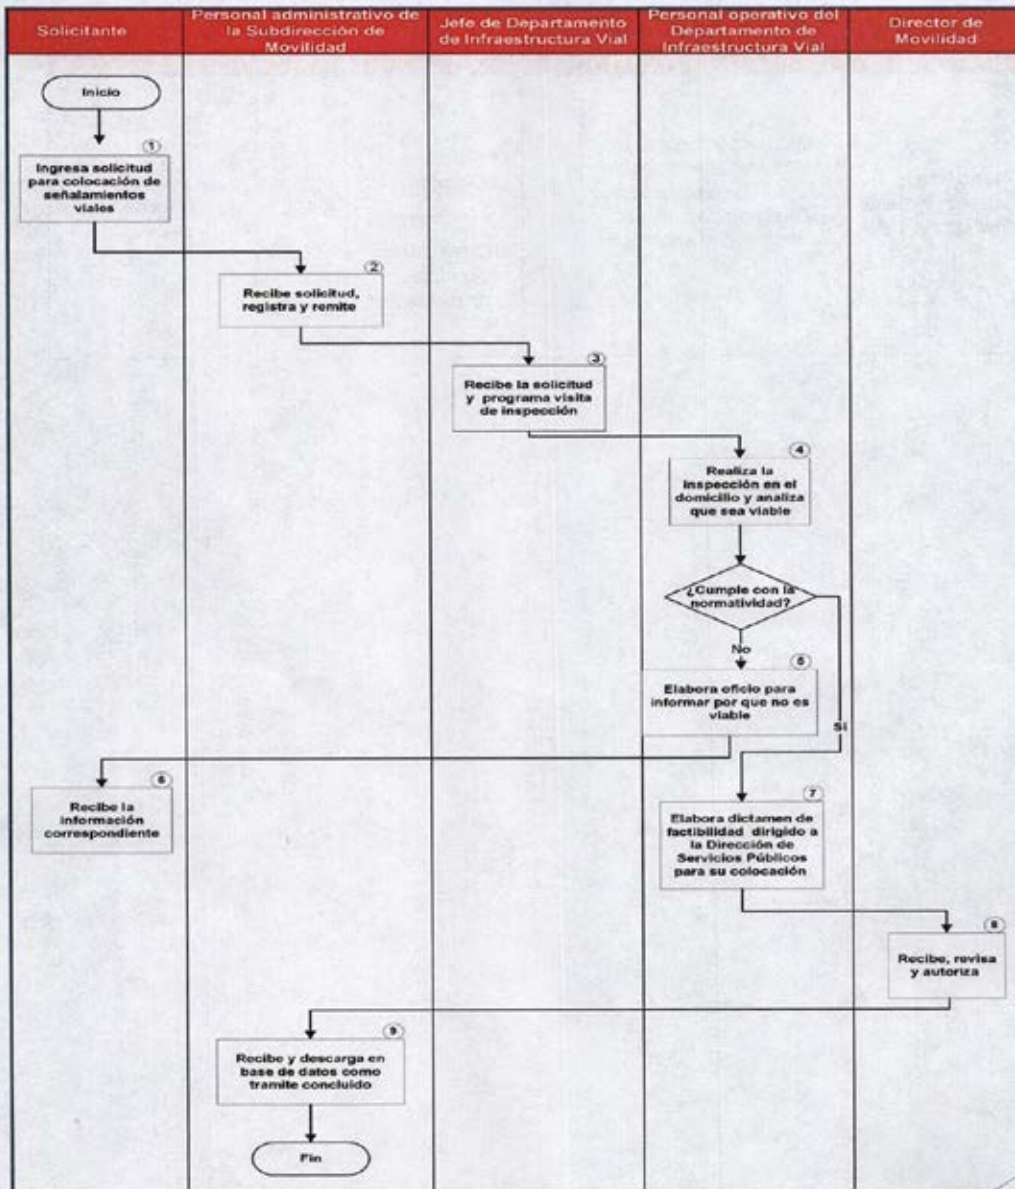 Solicitante
Personal administrativo de
la Subdirección de
Movilidad
Jefe de Departamento
de Infraestructura Vial
Personal operativo del
Departamento de
Infraestructura Vial
Director de
Movilidad
Inicio
1
Ingresa solicitud
para colocación de
señalamientos
viales
2
Recibe solicitud,
registra y remite
3
Recibe la solicitud
y programa visita
de inspección
4
Realiza la
inspección en el
domicilio y analiza
que sea viable
¿Cumple con la
normatividad?
No
Si
5
Elabora oficio para
informar por que no es
viable
6
Recibe la
información
correspondiente
7
Elabora dictamen de
factibilidad dirigido a
la Dirección de
Servicios Públicos
para su colocación
8
Recibe, revisa
y autoriza
9
Recibe y descarga en
base de datos como
tramite concluido
Fin